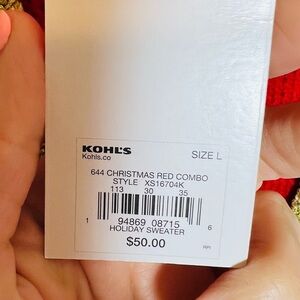 KOHL'S SIZE L
Kohls.co
644 CHRISTMAS RED COMBO
STYLE XS16704K
113 30 35
1 94869 08715 6
HOLIDAY SWEATER
$50.00 RPI